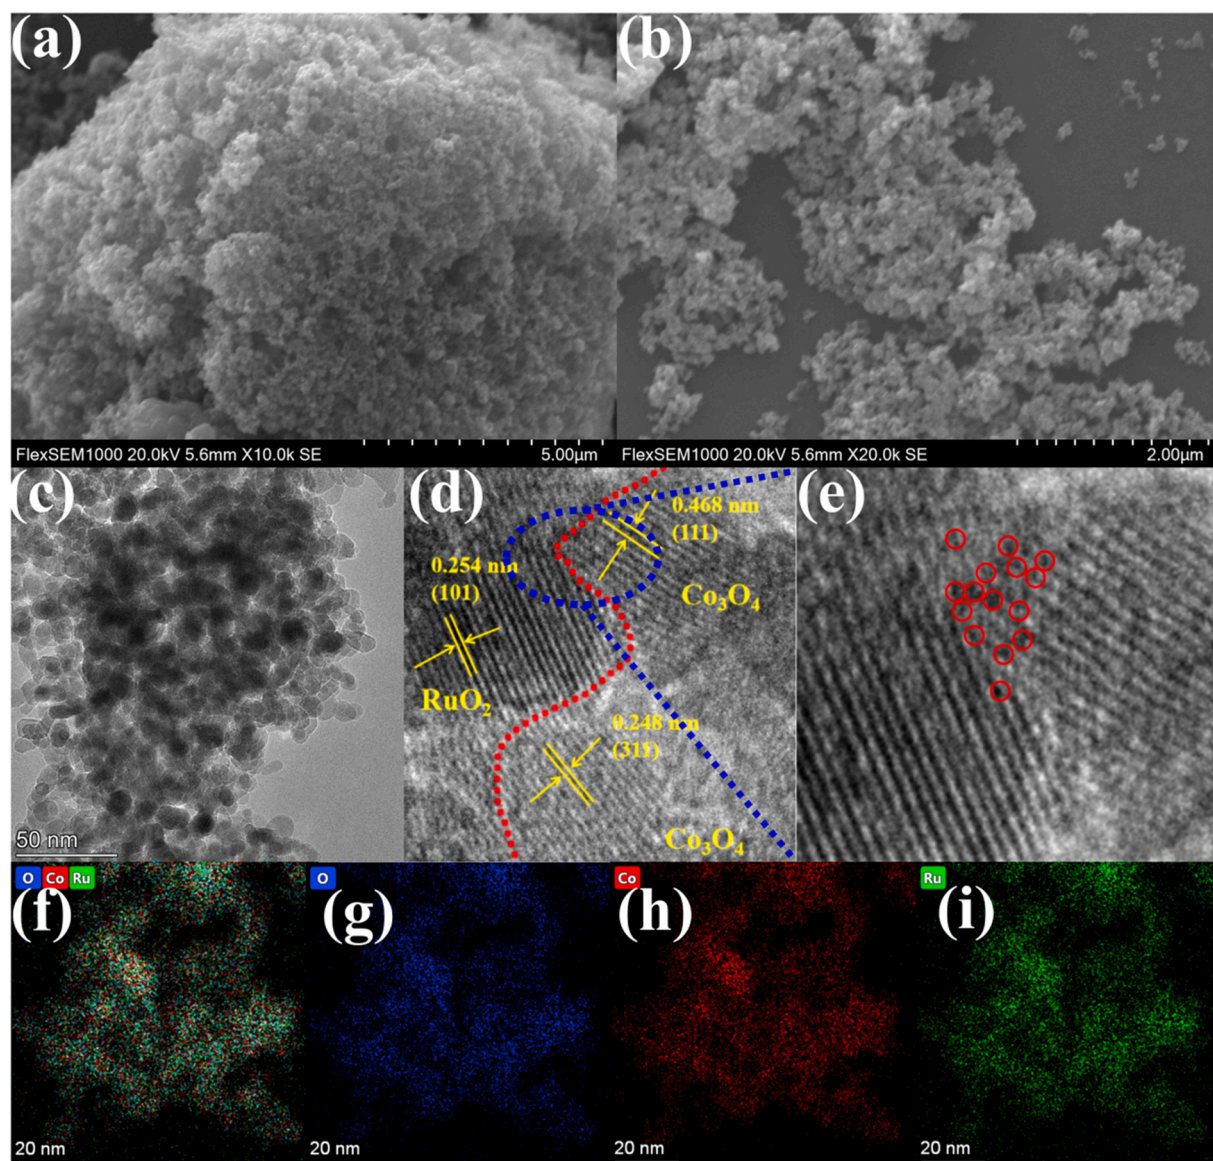 (a)
(b)
FlexSEM1000 20.0kV 5.6mm X10.0k SE
5.00μm
FlexSEM1000 20.0kV 5.6mm X20.0k SE
2.00μm
(c)
50 nm
(d)
0.468 nm
(111)
0.254 nm
(101)
Co₃O₄
RuO₂
0.248 nm
(311)
Co₃O₄
(e)
O Co Ru
(f)
20 nm
O
(g)
Co
(h)
20 nm
Ru
(i)
20 nm